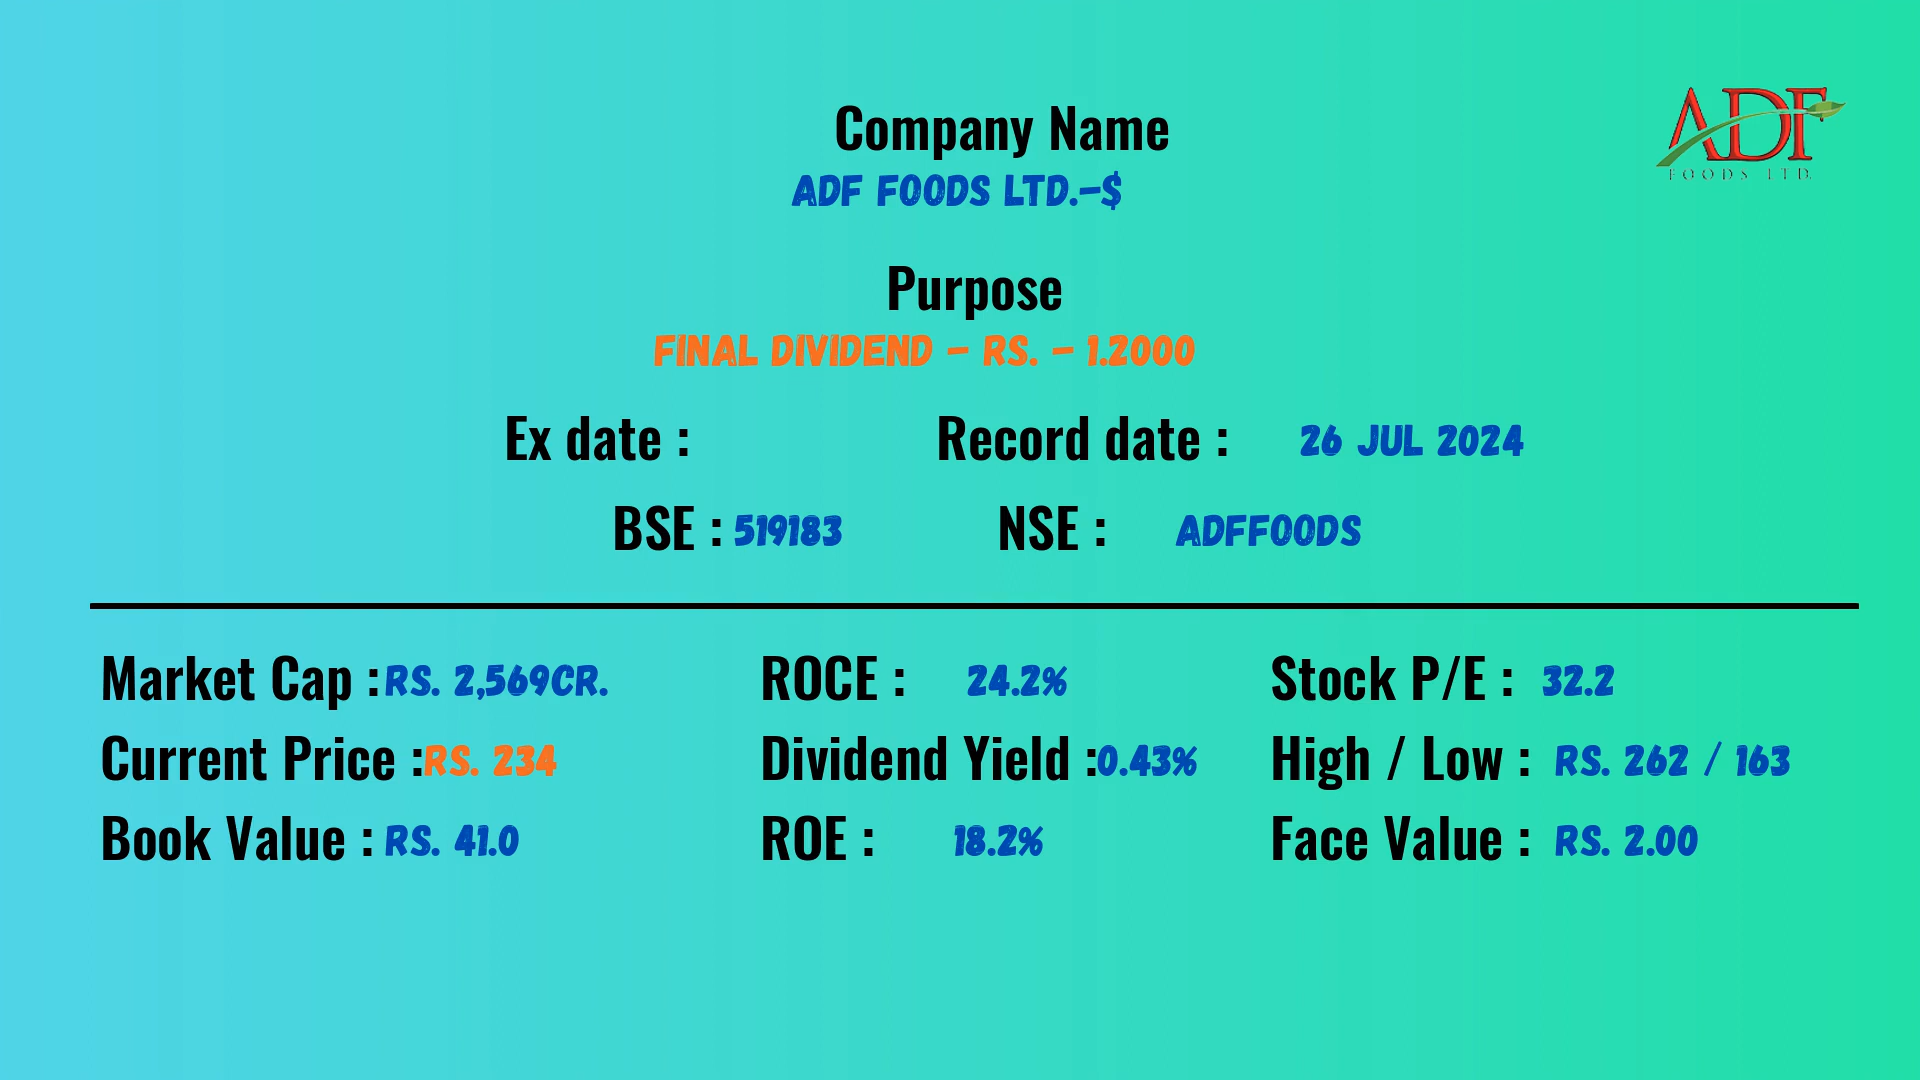 ADF
FOODS LTD.
Company Name
ADF FOODS LTD.-$
Purpose
FINAL DIVIDEND - RS. - 1.2000
Ex date : Record date : 26 JUL 2024
BSE : 519183 NSE : ADFFOODS
Market Cap : RS. 2,569CR. ROCE : 24.2% Stock P/E : 32.2
Current Price : RS. 234 Dividend Yield : 0.43% High / Low : RS. 262 / 163
Book Value : RS. 41.0 ROE : 18.2% Face Value : RS. 2.00